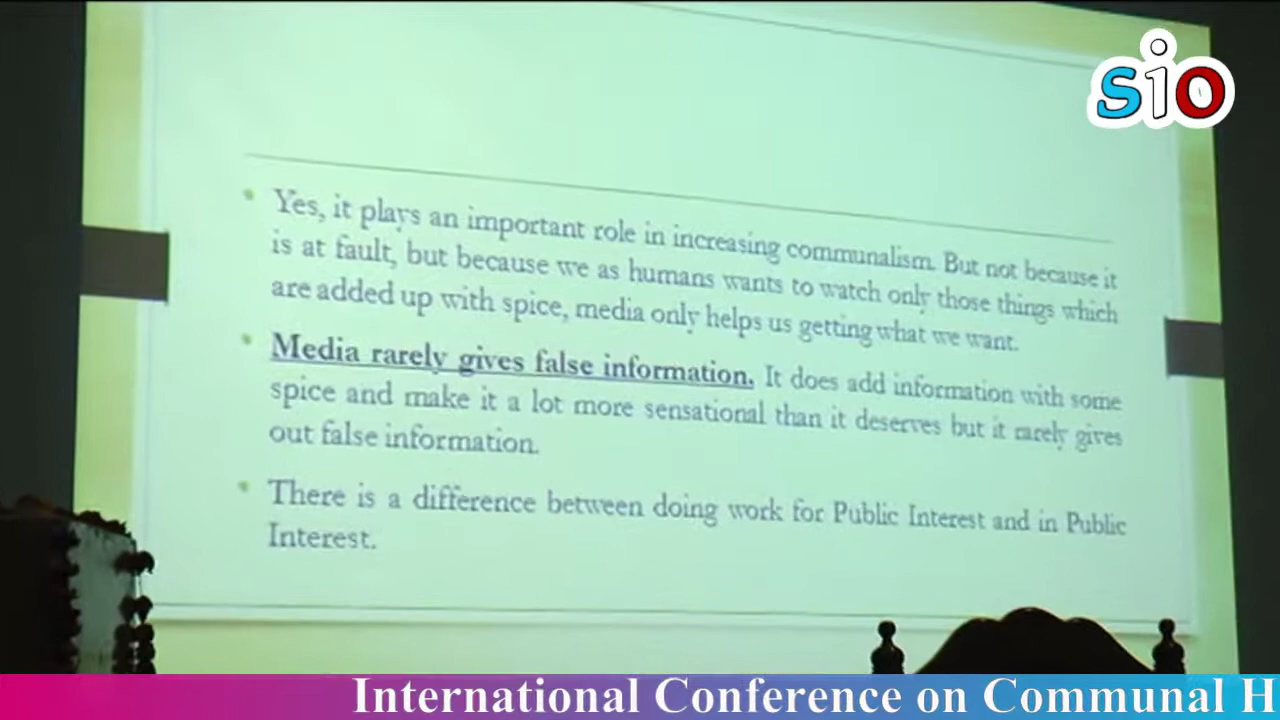 sio
Yes, it plays an important role in increasing communalism. But not because it
is at fault, but because we as humans wants to watch only those things which
are added up with spice, media only helps us getting what we want.
Media rarely gives false information. It does add information with some
spice and make it a lot more sensational than it deserves but it rarely gives
out false information.
There is a difference between doing work for Public Interest and in Public
Interest.
International Conference on Communal H